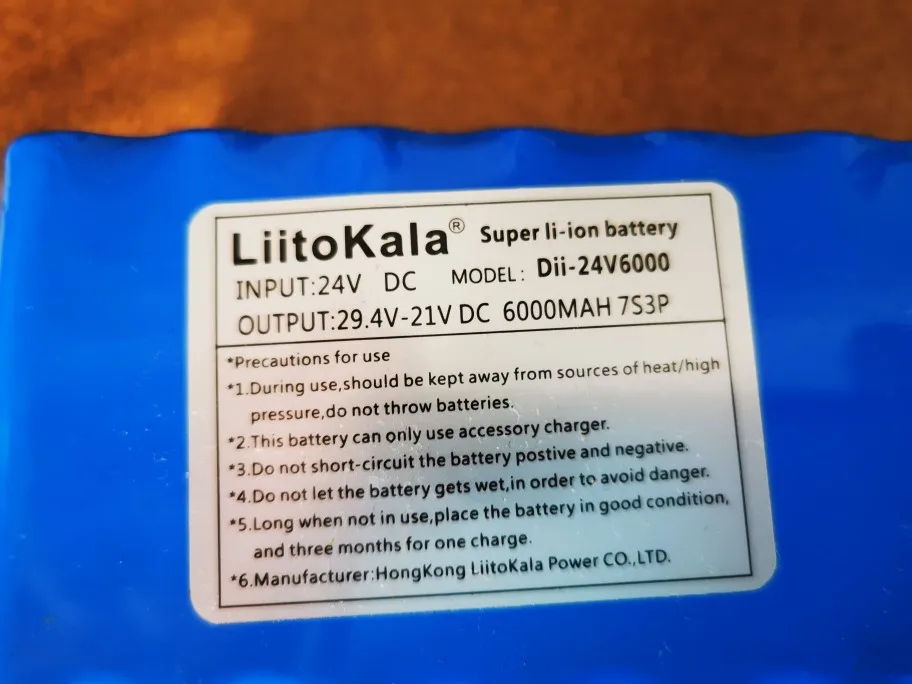 LiitoKala® Super li-ion battery
INPUT:24V DC MODEL: Dii-24V6000
OUTPUT:29.4V-21V DC 6000MAH 7S3P
*Precautions for use
*1.During use,should be kept away from sources of heat/high
pressure,do not throw batteries.
*2.This battery can only use accessory charger.
*3.Do not short-circuit the battery postive and negative.
*4.Do not let the battery gets wet,in order to avoid danger.
*5.Long when not in use,place the battery in good condition,
and three months for one charge.
*6.Manufacturer:HongKong LiitoKala Power CO.,LTD.